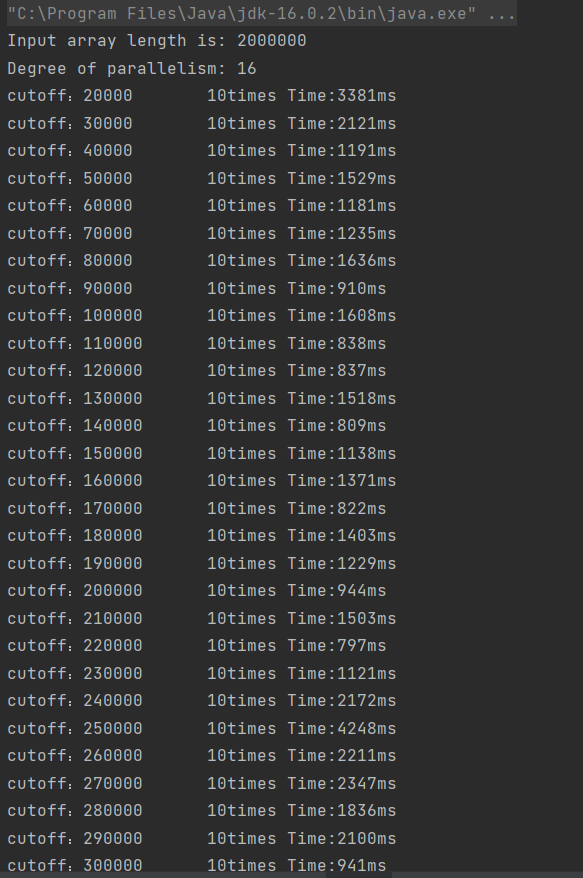 "C:\Program Files\Java\jdk-16.0.2\bin\java.exe" ...
Input array length is: 2000000
Degree of parallelism: 16
cutoff：20000        10times Time:3381ms
cutoff：30000        10times Time:2121ms
cutoff：40000        10times Time:1191ms
cutoff：50000        10times Time:1529ms
cutoff：60000        10times Time:1181ms
cutoff：70000        10times Time:1235ms
cutoff：80000        10times Time:1636ms
cutoff：90000        10times Time:910ms
cutoff：100000       10times Time:1608ms
cutoff：110000       10times Time:838ms
cutoff：120000       10times Time:837ms
cutoff：130000       10times Time:1518ms
cutoff：140000       10times Time:809ms
cutoff：150000       10times Time:1138ms
cutoff：160000       10times Time:1371ms
cutoff：170000       10times Time:822ms
cutoff：180000       10times Time:1403ms
cutoff：190000       10times Time:1229ms
cutoff：200000       10times Time:944ms
cutoff：210000       10times Time:1503ms
cutoff：220000       10times Time:797ms
cutoff：230000       10times Time:1121ms
cutoff：240000       10times Time:2172ms
cutoff：250000       10times Time:4248ms
cutoff：260000       10times Time:2211ms
cutoff：270000       10times Time:2347ms
cutoff：280000       10times Time:1836ms
cutoff：290000       10times Time:2100ms
cutoff：300000       10times Time:941ms